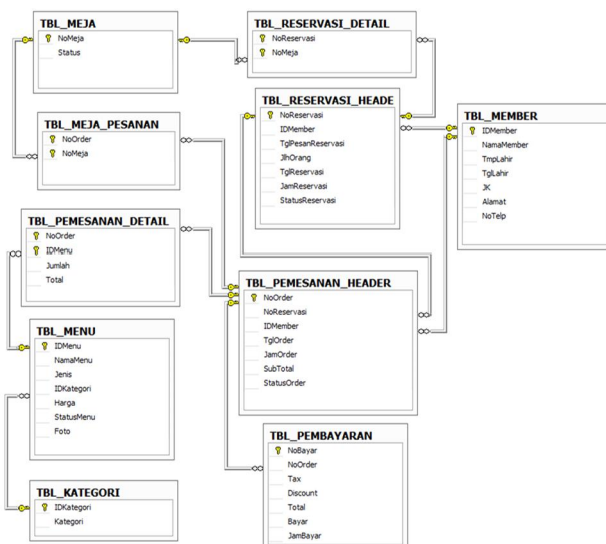 TBL_MEJA
NoMeja
Status
TBL_RESERVASI_DETAIL
NoReservasi
NoMeja
TBL_MEJA_PESANAN
NoOrder
NoMeja
TBL_RESERVASI_HEADE
NoReservasi
IDMember
TglPesanReservasi
JlhOrang
TglReservasi
JamReservasi
StatusReservasi
TBL_MEMBER
IDMember
NamaMember
TmpLahir
TglLahir
JK
Alamat
NoTelp
TBL_PEMESANAN_DETAIL
NoOrder
IDMenu
Jumlah
Total
TBL_PEMESANAN_HEADER
NoOrder
NoReservasi
IDMember
TglOrder
JamOrder
SubTotal
StatusOrder
TBL_MENU
IDMenu
NamaMenu
Jenis
IDKategori
Harga
StatusMenu
Foto
TBL_PEMBAYARAN
NoBayar
NoOrder
Tax
Discount
Total
Bayar
JamBayar
TBL_KATEGORI
IDKategori
Kategori